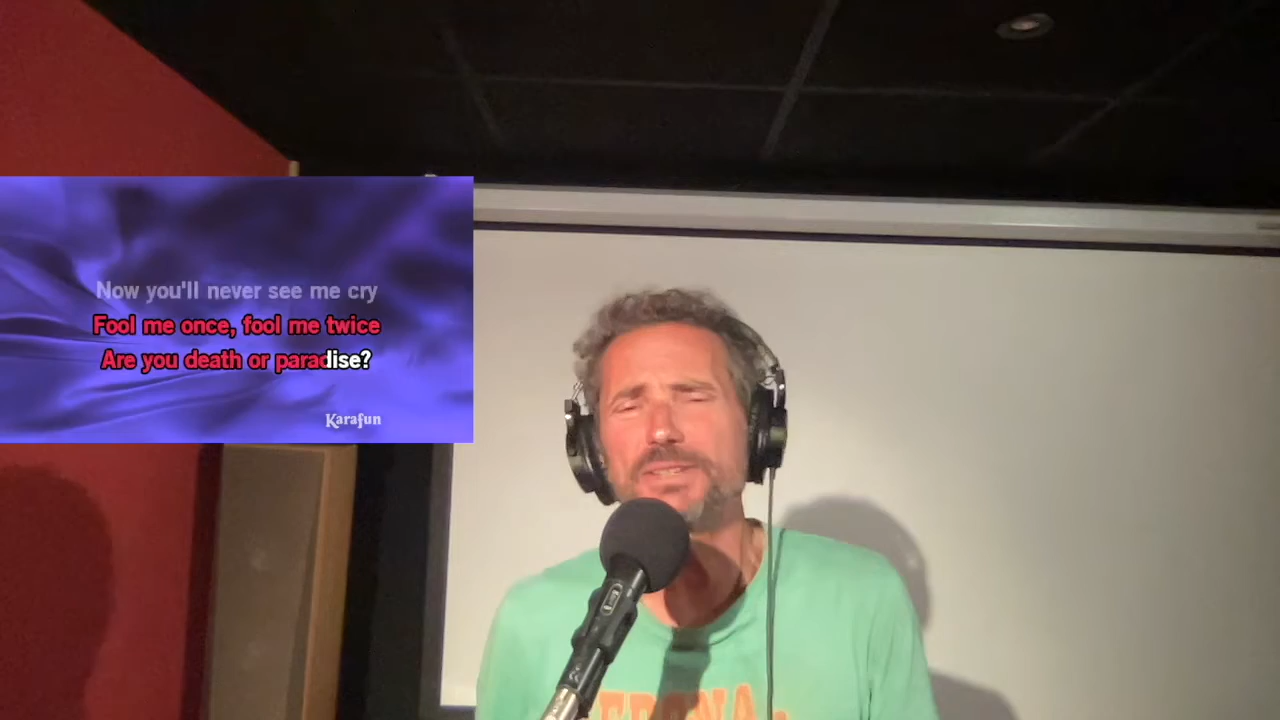 Now you'll never see me cry
Fool me once, fool me twice
Are you death or paradise?
Karafun